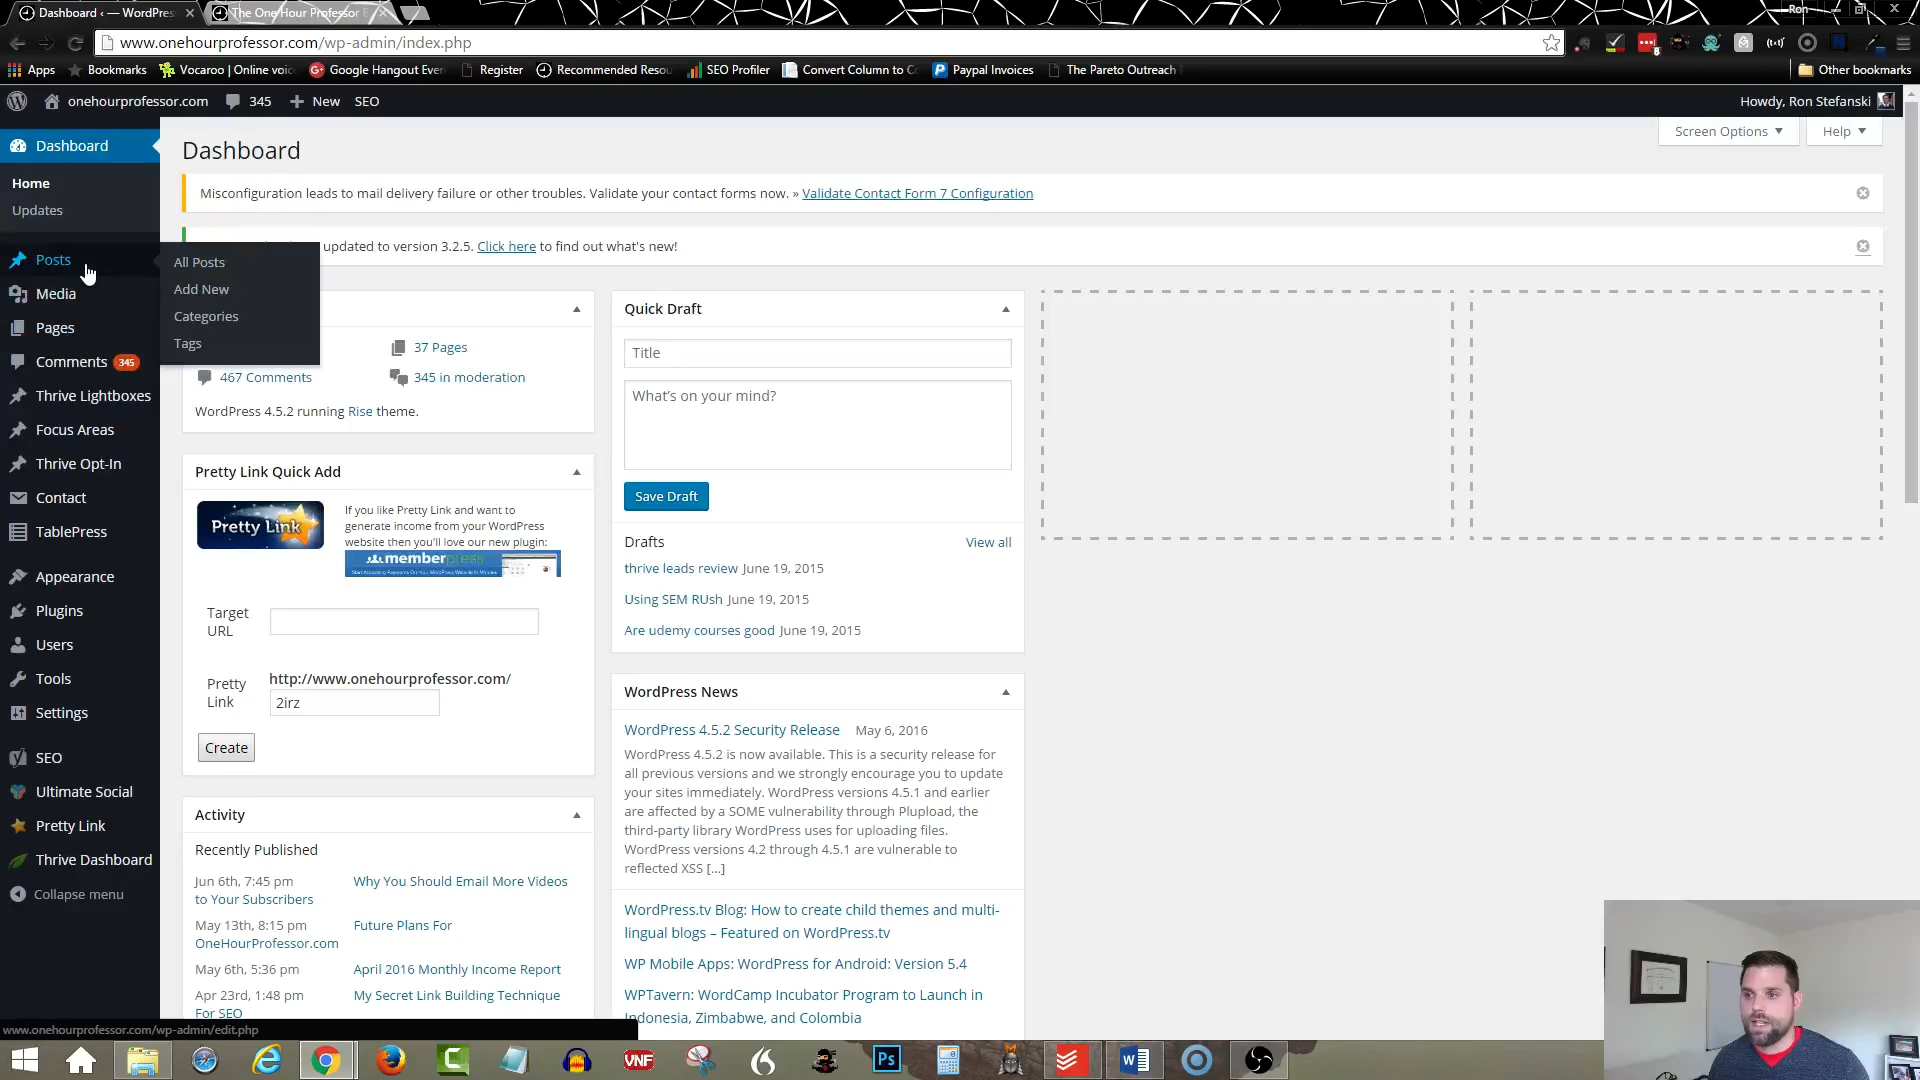 Dashboard ‹ — WordPres
The One Hour Professor B
Ron
www.onehourprofessor.com/wp-admin/index.php
Apps
Bookmarks
Vocaroo | Online voic
Google Hangout Even
Register
Recommended Resou
SEO Profiler
Convert Column to Co
Paypal Invoices
The Pareto Outreach
Other bookmarks
onehourprofessor.com
345
New
SEO
Howdy, Ron Stefanski
Screen Options
Help
Dashboard
Home
Updates
Posts
Media
Pages
Comments 345
Thrive Lightboxes
Focus Areas
Thrive Opt-In
Contact
TablePress
Appearance
Plugins
Users
Tools
Settings
SEO
Ultimate Social
Pretty Link
Thrive Dashboard
Collapse menu
All Posts
Add New
Categories
Tags
Dashboard
Misconfiguration leads to mail delivery failure or other troubles. Validate your contact forms now. » Validate Contact Form 7 Configuration
updated to version 3.2.5. Click here to find out what's new!
37 Pages
467 Comments
345 in moderation
WordPress 4.5.2 running Rise theme.
Pretty Link Quick Add
Pretty Link
If you like Pretty Link and want to
generate income from your WordPress
website then you'll love our new plugin:
memberpress
Start Accepting Payments On Your WordPress Website In Minutes
Target
URL
Pretty
Link
http://www.onehourprofessor.com/
2irz
Create
Activity
Recently Published
Jun 6th, 7:45 pm Why You Should Email More Videos
to Your Subscribers
May 13th, 8:15 pm Future Plans For
OneHourProfessor.com
May 6th, 5:36 pm April 2016 Monthly Income Report
Apr 23rd, 1:48 pm My Secret Link Building Technique
For SEO
Quick Draft
Title
What's on your mind?
Save Draft
Drafts
View all
thrive leads review June 19, 2015
Using SEM RUsh June 19, 2015
Are udemy courses good June 19, 2015
WordPress News
WordPress 4.5.2 Security Release May 6, 2016
WordPress 4.5.2 is now available. This is a security release for
all previous versions and we strongly encourage you to update
your sites immediately. WordPress versions 4.5.1 and earlier
are affected by a SOME vulnerability through Plupload, the
third-party library WordPress uses for uploading files.
WordPress versions 4.2 through 4.5.1 are vulnerable to
reflected XSS […]
WordPress.tv Blog: How to create child themes and multi-
lingual blogs – Featured on WordPress.tv
WP Mobile Apps: WordPress for Android: Version 5.4
WPTavern: WordCamp Incubator Program to Launch in
Indonesia, Zimbabwe, and Colombia
www.onehourprofessor.com/wp-admin/edit.php
VNF
Ps